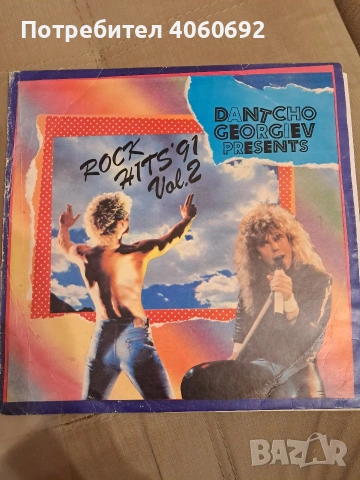 Потребител 4060692
DANTCHO
GEORGIEV
PRESENTS
ROCK
HITS'91
Vol.2
BAZAR